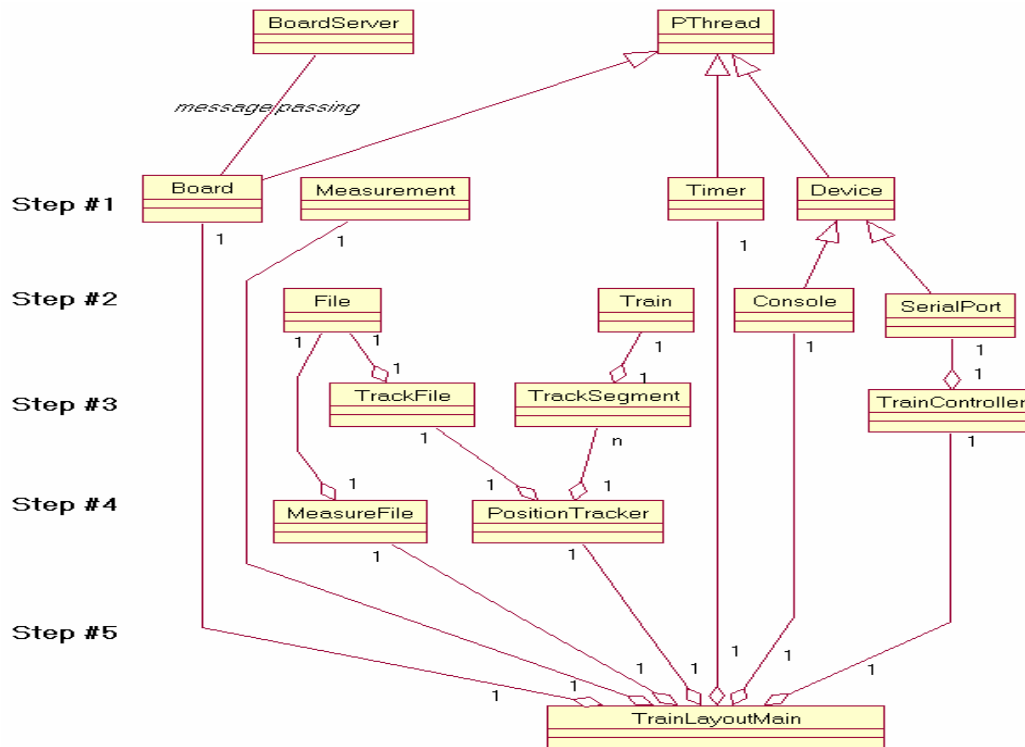 BoardServer
PThread
message passing
Step #1
Board
Measurement
Timer
Device
1
1
1
Step #2
File
Train
Console
SerialPort
1
1
1
1
1
1
1
1
Step #3
TrackFile
TrackSegment
TrainController
1
n
1
1
1
1
Step #4
MeasureFile
PositionTracker
1
1
Step #5
1
1
1
1
1
1
1
TrainLayoutMain